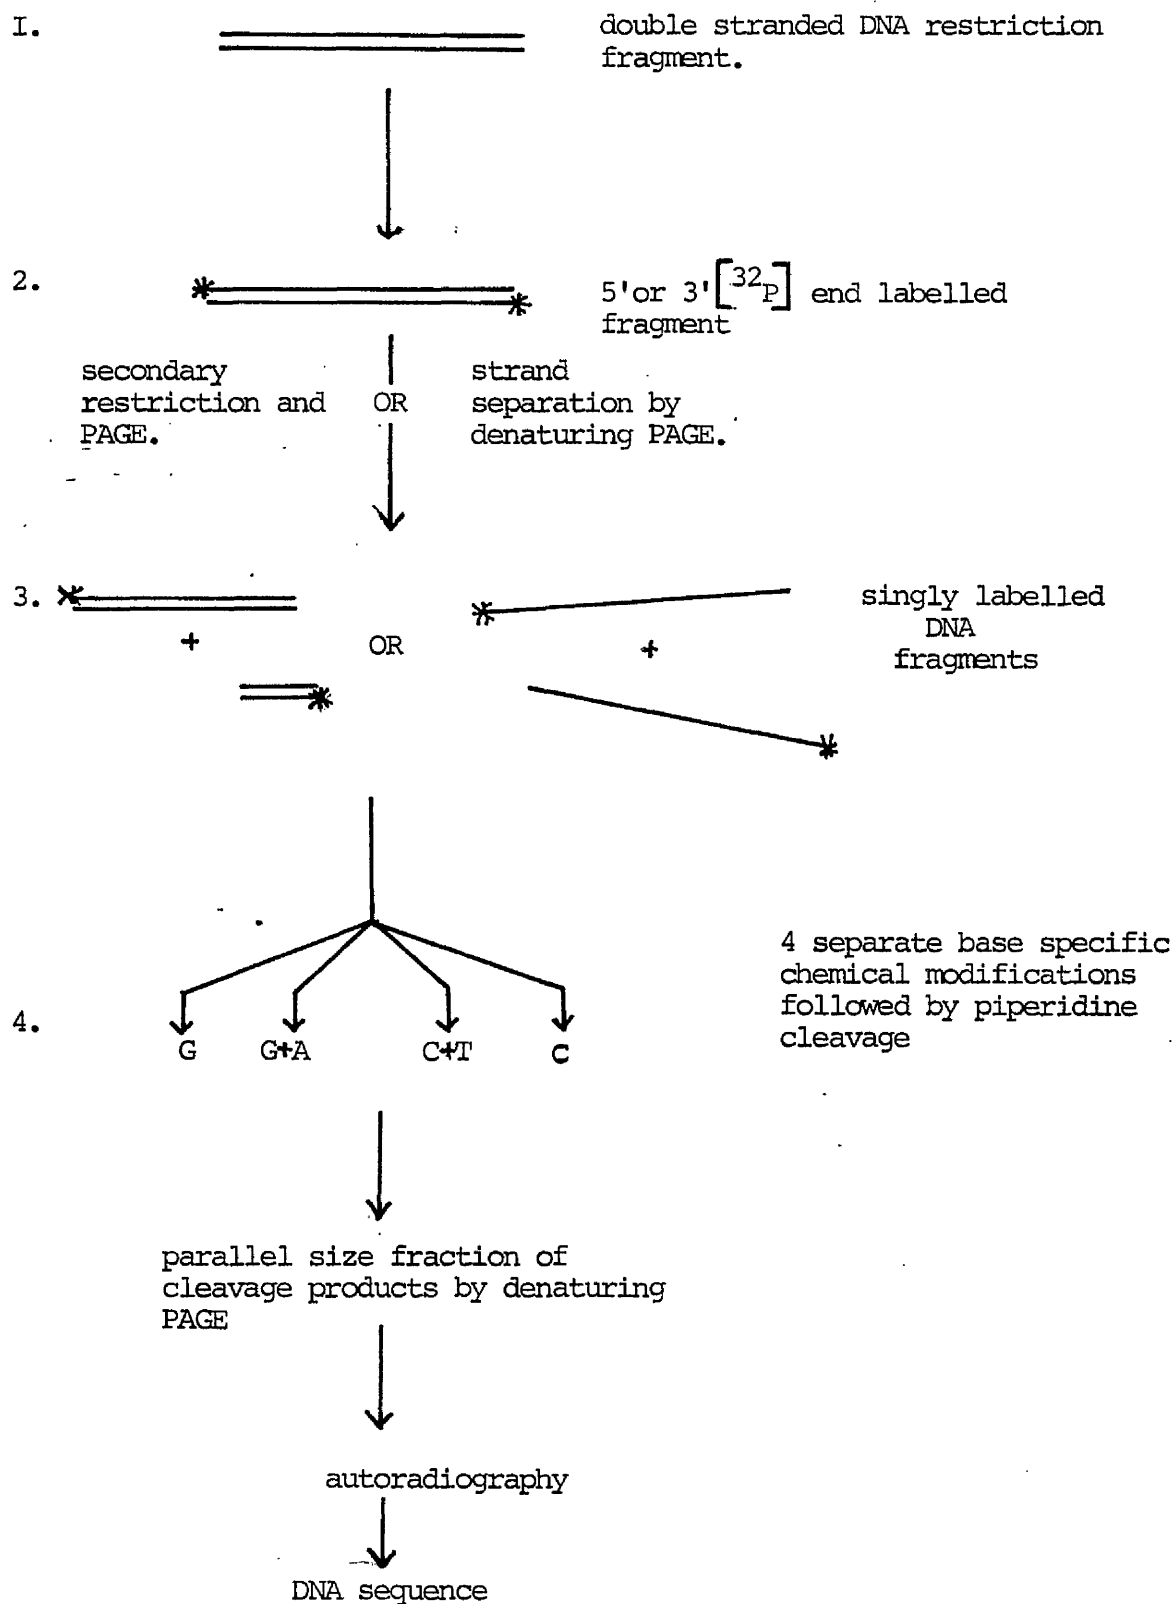 I.
double stranded DNA restriction
fragment.
2.
5'or 3'[32P] end labelled
fragment
secondary
restriction and
PAGE.
OR
strand
separation by
denaturing PAGE.
3.
+
OR
+
singly labelled
DNA
fragments
4 separate base specific
chemical modifications
followed by piperidine
cleavage
4.
G G+A C+T C
parallel size fraction of
cleavage products by denaturing
PAGE
autoradiography
DNA sequence